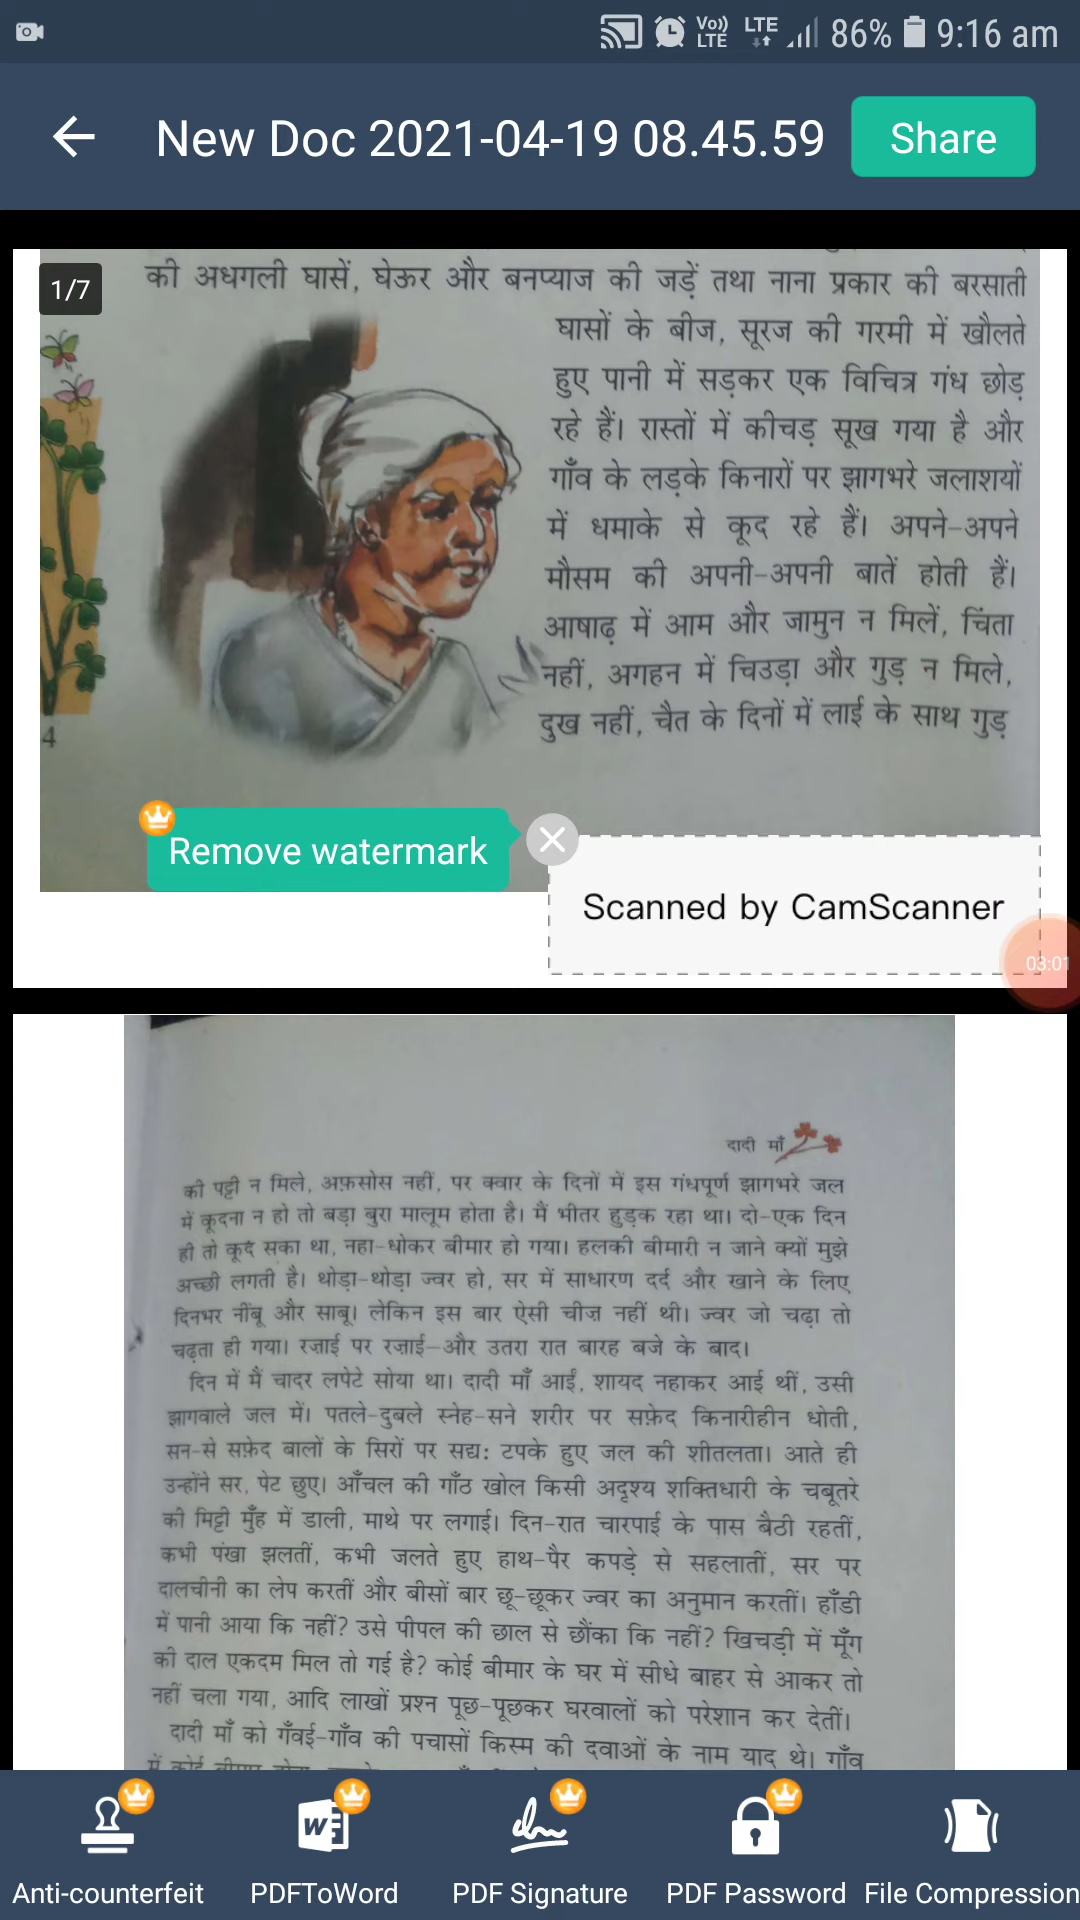 Vo)) LTE LTE 86% 9:16 am
New Doc 2021-04-19 08.45.59 Share
1/7
की अधगली घासें, घेऊर और बनप्याज की जड़ें तथा नाना प्रकार की बरसाती
घासों के बीज, सूरज की गरमी में खौलते
हुए पानी में सड़कर एक विचित्र गंध छोड़
रहे हैं। रास्तों में कीचड़ सूख गया है और
गाँव के लड़के किनारों पर झागभरे जलाशयों
में धमाके से कूद रहे हैं। अपने-अपने
मौसम की अपनी-अपनी बातें होती हैं।
आषाढ़ में आम और जामुन न मिलें, चिंता
नहीं, अगहन में चिउड़ा और गुड़ न मिले,
दुख नहीं, चैत के दिनों में लाई के साथ गुड़
4
Remove watermark
Scanned by CamScanner
03:01
दादी माँ
की पट्टी न मिले, अफ़सोस नहीं, पर क्वार के दिनों में इस गंधपूर्ण झागभरे जल
में कूदना न हो तो बड़ा बुरा मालूम होता है। मैं भीतर हुड़क रहा था। दो-एक दिन
ही तो कूद सका था, नहा-धोकर बीमार हो गया। हलकी बीमारी न जाने क्यों मुझे
अच्छी लगती है। थोड़ा-थोड़ा ज्वर हो, सर में साधारण दर्द और खाने के लिए
दिनभर नींबू और साबू। लेकिन इस बार ऐसी चीज़ नहीं थी। ज्वर जो चढ़ा तो
चढ़ता ही गया। रज़ाई पर रज़ाई—और उतरा रात बारह बजे के बाद।
दिन में मैं चादर लपेटे सोया था। दादी माँ आईं, शायद नहाकर आई थीं, उसी
झागवाले जल में। पतले-दुबले स्नेह-सने शरीर पर सफ़ेद किनारीहीन धोती,
सन-से सफ़ेद बालों के सिरों पर सद्य: टपके हुए जल की शीतलता। आते ही
उन्होंने सर, पेट छुए। आँचल की गाँठ खोल किसी अदृश्य शक्तिधारी के चबूतरे
की मिट्टी मुँह में डाली, माथे पर लगाई। दिन-रात चारपाई के पास बैठी रहतीं,
कभी पंखा झलतीं, कभी जलते हुए हाथ-पैर कपड़े से सहलातीं, सर पर
दालचीनी का लेप करतीं और बीसों बार छू-छूकर ज्वर का अनुमान करतीं। हाँडी
में पानी आया कि नहीं? उसे पीपल की छाल से छौंका कि नहीं? खिचड़ी में मूँग
की दाल एकदम मिल तो गई है? कोई बीमार के घर में सीधे बाहर से आकर तो
नहीं चला गया, आदि लाखों प्रश्न पूछ-पूछकर घरवालों को परेशान कर देतीं।
दादी माँ को गँवई-गाँव की पचासों किस्म की दवाओं के नाम याद थे। गाँव
में कोई बीमार होता,
Anti-counterfeit PDFToWord PDF Signature PDF Password File Compression